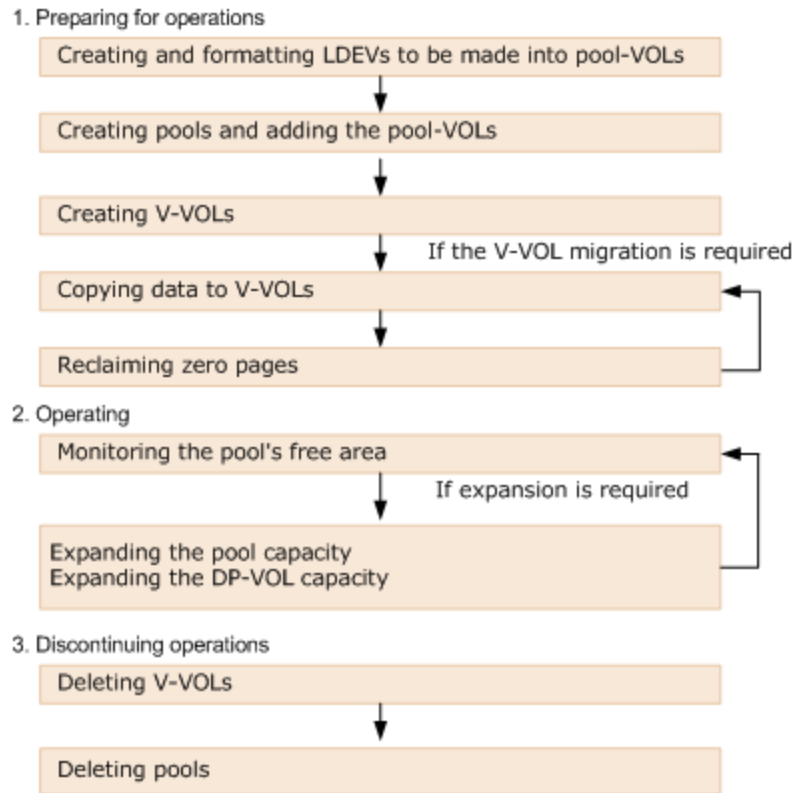 1. Preparing for operations
Creating and formatting LDEVs to be made into pool-VOLs
Creating pools and adding the pool-VOLs
Creating V-VOLs
If the V-VOL migration is required
Copying data to V-VOLs
Reclaiming zero pages
2. Operating
Monitoring the pool's free area
If expansion is required
Expanding the pool capacity
Expanding the DP-VOL capacity
3. Discontinuing operations
Deleting V-VOLs
Deleting pools